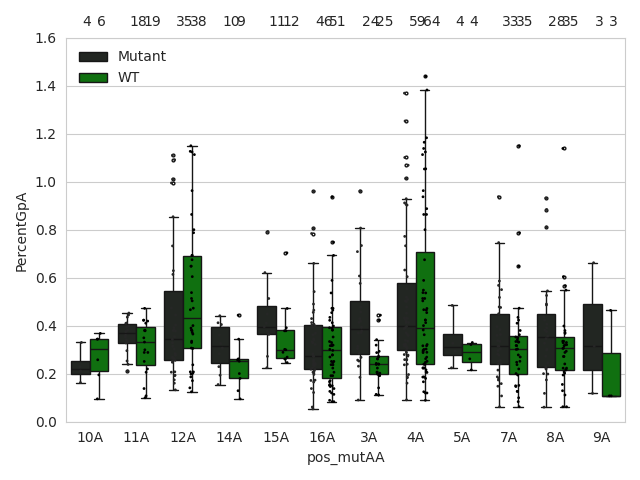 4 6 18 19 35 38 10 9 11 12 46 51 24 25 59 64 4 4 33 35 28 35 3 3
1.6
Mutant
WT
1.4
1.2
1.0
0.8
0.6
0.4
0.2
0.0
PercentGpA
10A 11A 12A 14A 15A 16A 3A 4A 5A 7A 8A 9A
pos_mutAA